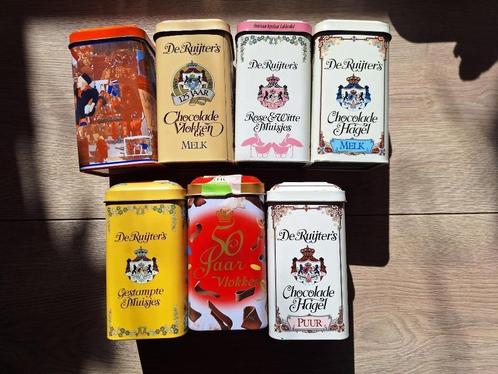 De Ruijter's
125 JAAR
Chocolade
Vlokken
MELK
De Ruijter's
Rose & Witte
Muisjes
De Ruijter's
Chocolade
Hagel
MELK
De Ruijter's
Gestampte
Muisjes
50
Jaar
Vlokken
De Ruijter's
Chocolade
Hagel
PUUR